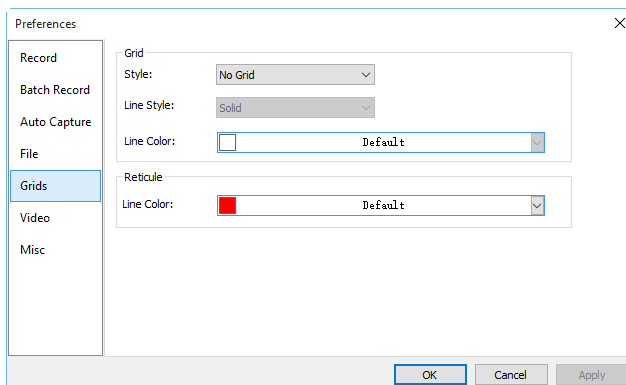 Preferences
Record
Batch Record
Auto Capture
File
Grids
Video
Misc
Grid
Style: No Grid
Line Style: Solid
Line Color: Default
Reticule
Line Color: Default
OK Cancel Apply